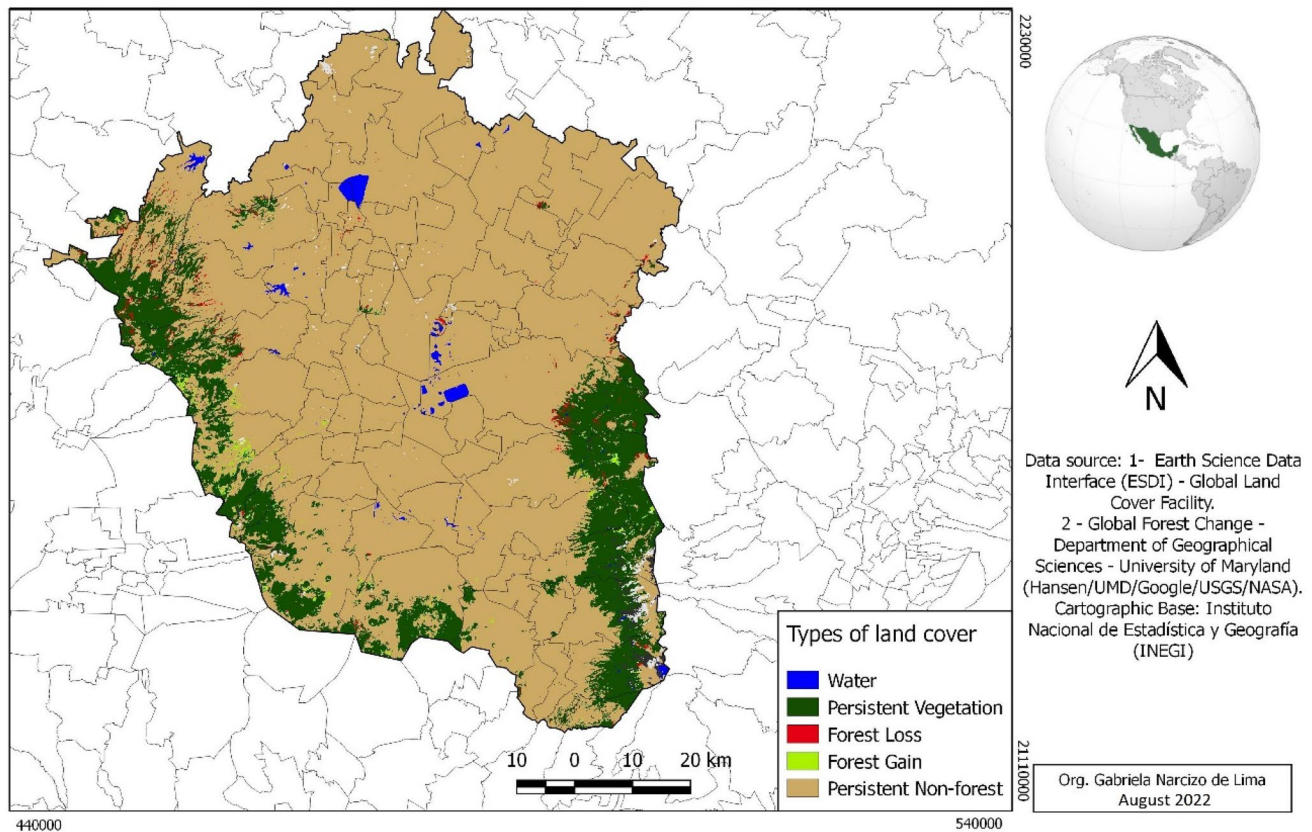 2230000
N
Data source: 1- Earth Science Data
Interface (ESDI) - Global Land
Cover Facility.
2 - Global Forest Change -
Department of Geographical
Sciences - University of Maryland
(Hansen/UMD/Google/USGS/NASA).
Cartographic Base: Instituto
Nacional de Estadística y Geografía
(INEGI)
Types of land cover
Water
Persistent Vegetation
Forest Loss
Forest Gain
Persistent Non-forest
10 0 10 20 km
21110000
Org. Gabriela Narcizo de Lima
August 2022
440000
540000